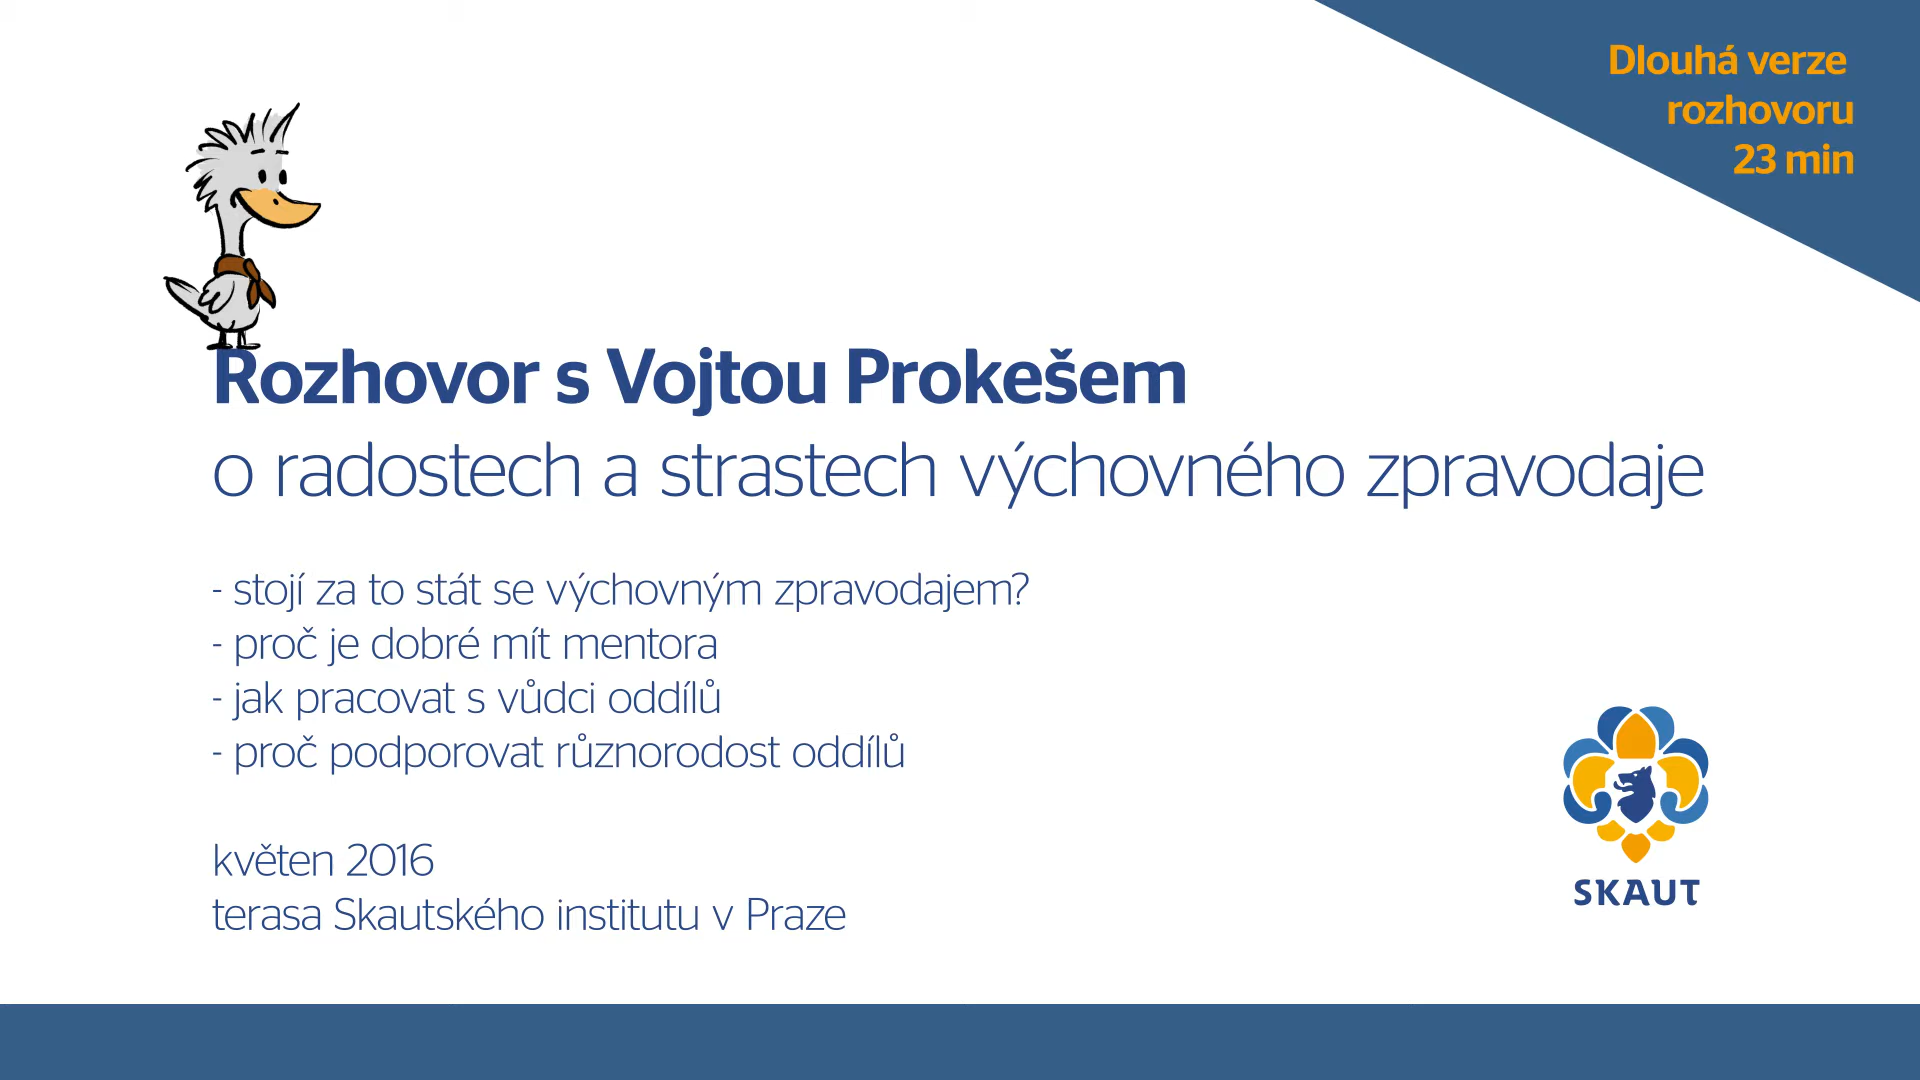 Dlouhá verze
rozhovoru
23 min
Rozhovor s Vojtou Prokešem
o radostech a strastech výchovného zpravodaje
- stojí za to stát se výchovným zpravodajem?
- proč je dobré mít mentora
- jak pracovat s vůdci oddílů
- proč podporovat různorodost oddílů
květen 2016
terasa Skautského institutu v Praze
SKAUT